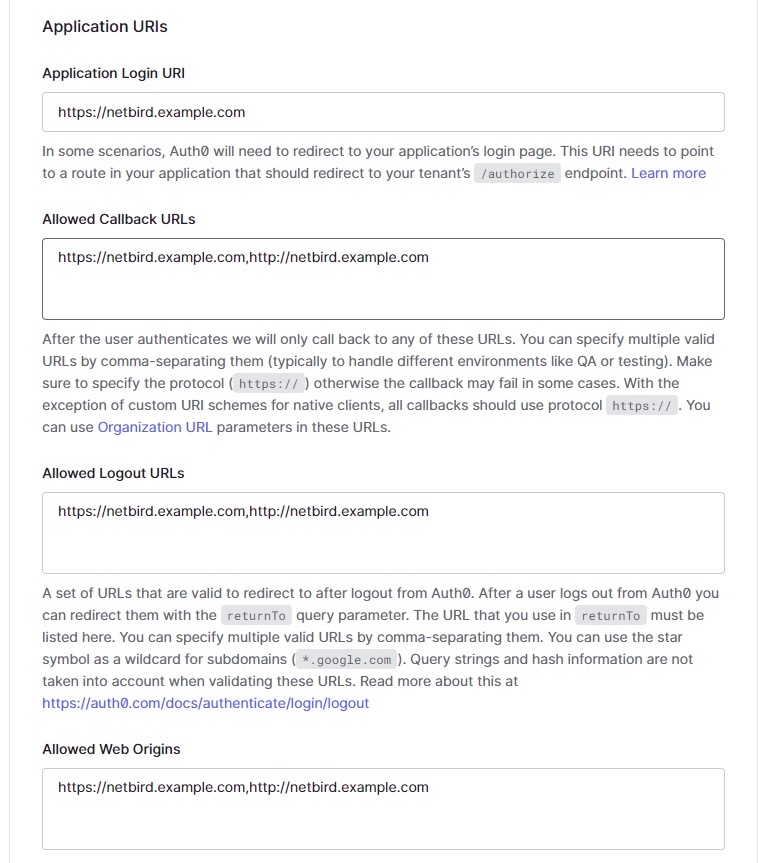 Application URIs
Application Login URI
https://netbird.example.com
In some scenarios, Auth0 will need to redirect to your application's login page. This URI needs to point
to a route in your application that should redirect to your tenant's /authorize endpoint. Learn more
Allowed Callback URLs
https://netbird.example.com,http://netbird.example.com
After the user authenticates we will only call back to any of these URLs. You can specify multiple valid
URLs by comma-separating them (typically to handle different environments like QA or testing). Make
sure to specify the protocol ( https:// ) otherwise the callback may fail in some cases. With the
exception of custom URI schemes for native clients, all callbacks should use protocol https:// . You
can use Organization URL parameters in these URLs.
Allowed Logout URLs
https://netbird.example.com,http://netbird.example.com
A set of URLs that are valid to redirect to after logout from Auth0. After a user logs out from Auth0 you
can redirect them with the returnTo query parameter. The URL that you use in returnTo must be
listed here. You can specify multiple valid URLs by comma-separating them. You can use the star
symbol as a wildcard for subdomains ( *.google.com ). Query strings and hash information are not
taken into account when validating these URLs. Read more about this at
https://auth0.com/docs/authenticate/login/logout
Allowed Web Origins
https://netbird.example.com,http://netbird.example.com